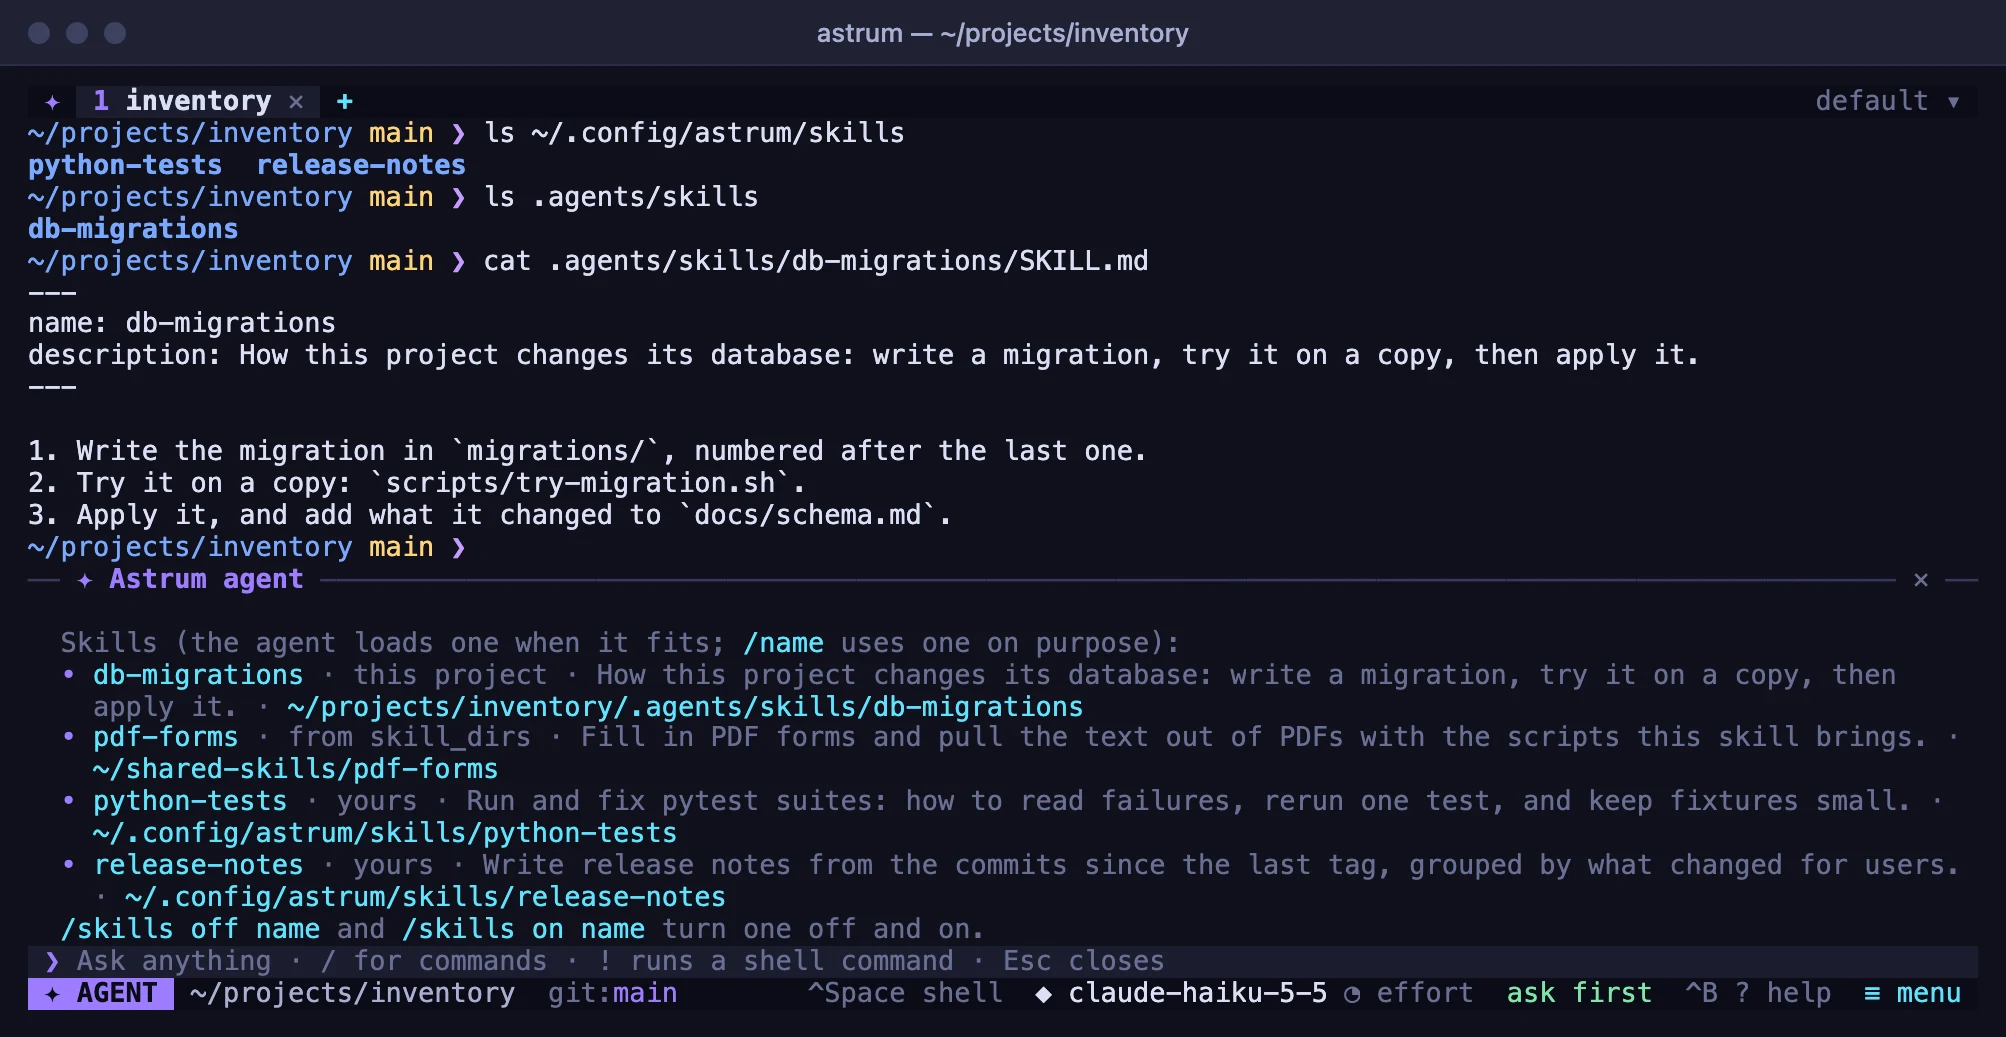 astrum — ~/projects/inventory
✦ 1 inventory × + default ▾
~/projects/inventory main ❯ ls ~/.config/astrum/skills
python-tests  release-notes
~/projects/inventory main ❯ ls .agents/skills
db-migrations
~/projects/inventory main ❯ cat .agents/skills/db-migrations/SKILL.md
---
name: db-migrations
description: How this project changes its database: write a migration, try it on a copy, then apply it.
---
1. Write the migration in `migrations/`, numbered after the last one.
2. Try it on a copy: `scripts/try-migration.sh`.
3. Apply it, and add what it changed to `docs/schema.md`.
~/projects/inventory main ❯
✦ Astrum agent ×
Skills (the agent loads one when it fits; /name uses one on purpose):
• db-migrations · this project · How this project changes its database: write a migration, try it on a copy, then
apply it. · ~/projects/inventory/.agents/skills/db-migrations
• pdf-forms · from skill_dirs · Fill in PDF forms and pull the text out of PDFs with the scripts this skill brings. ·
~/shared-skills/pdf-forms
• python-tests · yours · Run and fix pytest suites: how to read failures, rerun one test, and keep fixtures small. ·
~/.config/astrum/skills/python-tests
• release-notes · yours · Write release notes from the commits since the last tag, grouped by what changed for users.
· ~/.config/astrum/skills/release-notes
/skills off name and /skills on name turn one off and on.
❯ Ask anything · / for commands · ! runs a shell command · Esc closes
✦ AGENT ~/projects/inventory git:main ^Space shell ◆ claude-haiku-5-5 ◔ effort ask first ^B ? help ≡ menu